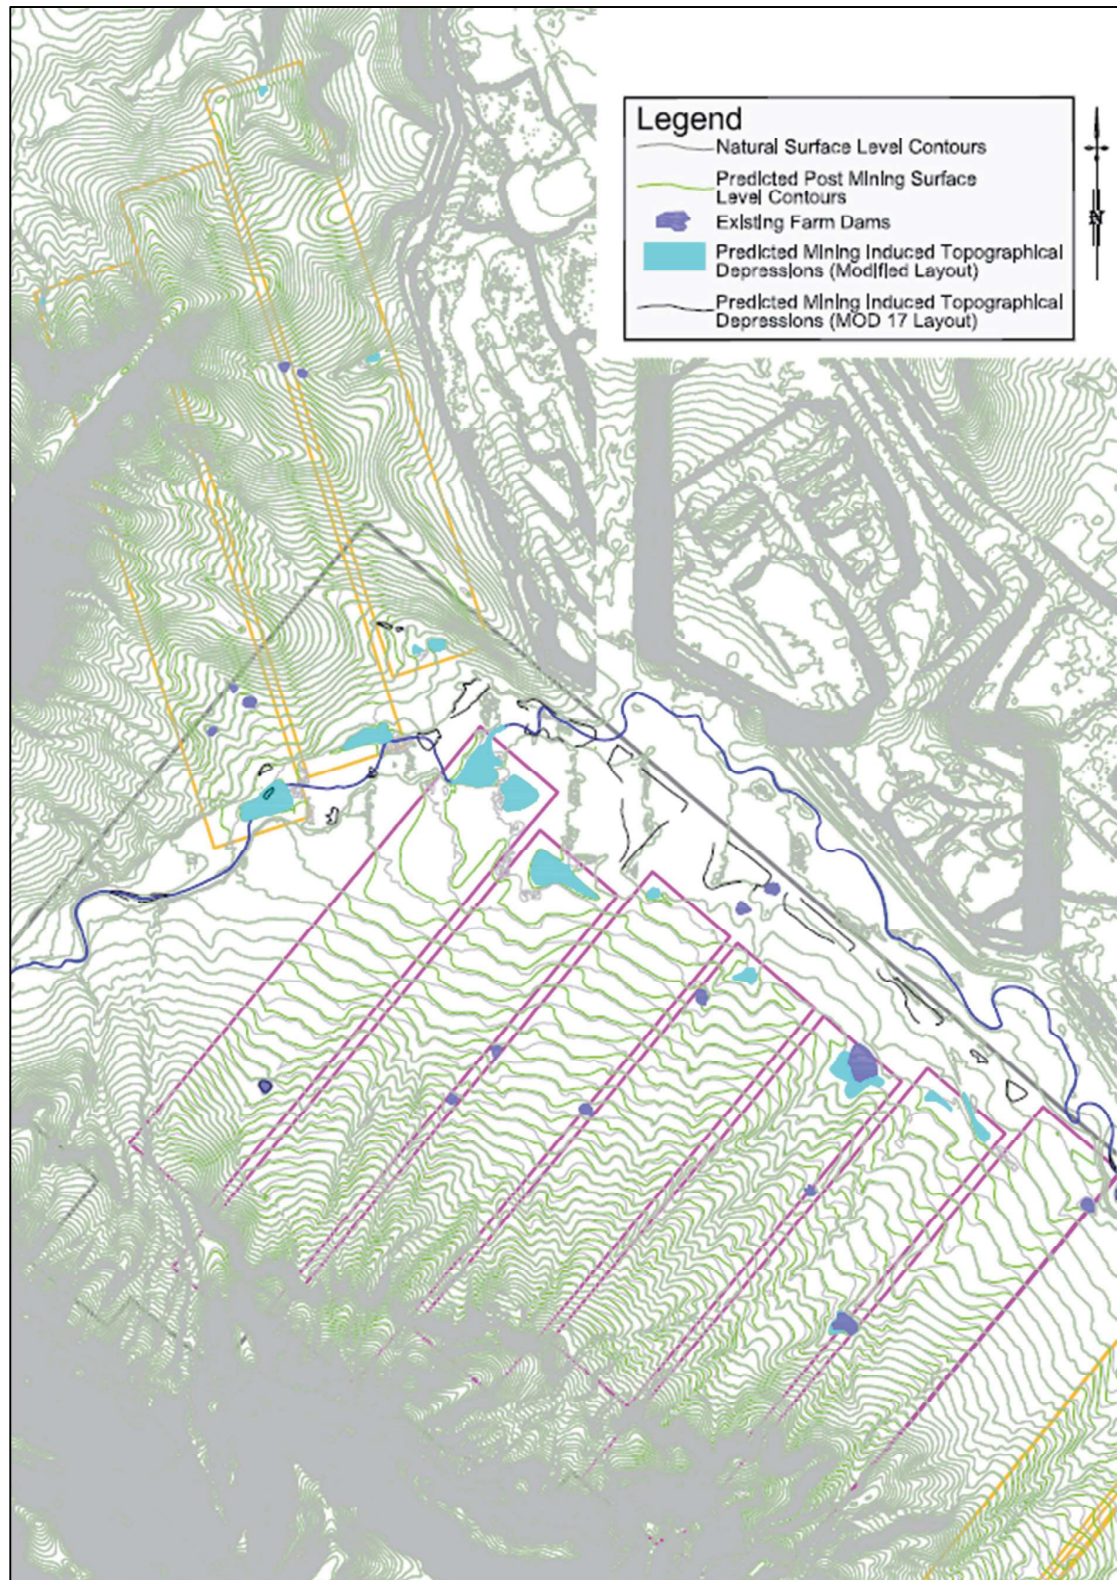 Legend
Natural Surface Level Contours
Predicted Post Mining Surface
Level Contours
Existing Farm Dams
Predicted Mining Induced Topographical
Depressions (Modified Layout)
Predicted Mining Induced Topographical
Depressions (MOD 17 Layout)
N